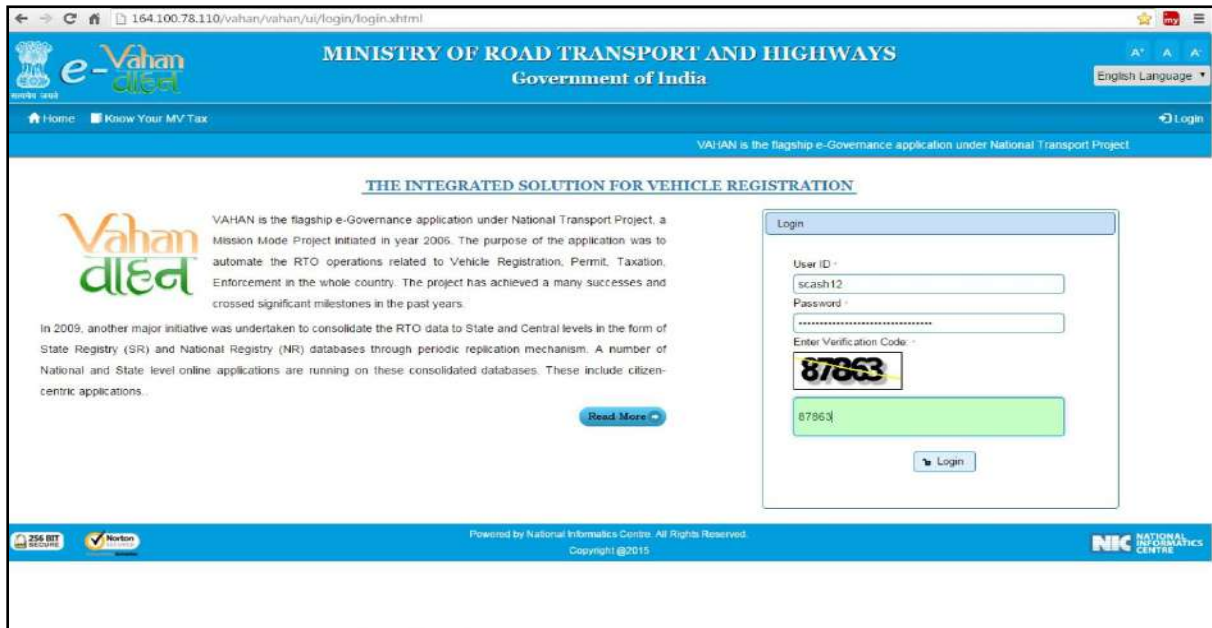 164.100.78.110/vahan/vahan/ui/login/login.xhtml
my
सत्यमेव जयते
e-Vahan
वाहन
MINISTRY OF ROAD TRANSPORT AND HIGHWAYS
Government of India
A+ A A-
English Language
Home Know Your MV Tax
Login
VAHAN is the flagship e-Governance application under National Transport Project
THE INTEGRATED SOLUTION FOR VEHICLE REGISTRATION
Vahan
वाहन
VAHAN is the flagship e-Governance application under National Transport Project, a
Mission Mode Project initiated in year 2006. The purpose of the application was to
automate the RTO operations related to Vehicle Registration, Permit, Taxation,
Enforcement in the whole country. The project has achieved a many successes and
crossed significant milestones in the past years.
In 2009, another major initiative was undertaken to consolidate the RTO data to State and Central levels in the form of
State Registry (SR) and National Registry (NR) databases through periodic replication mechanism. A number of
National and State level online applications are running on these consolidated databases. These include citizen-
centric applications..
Read More
Login
User ID
scash12
Password
Enter Verification Code:
87863
87863
Login
256 BIT
SECURE
Norton
Powered by National Informatics Centre. All Rights Reserved.
Copyright @2015
NIC NATIONAL
INFORMATICS
CENTRE